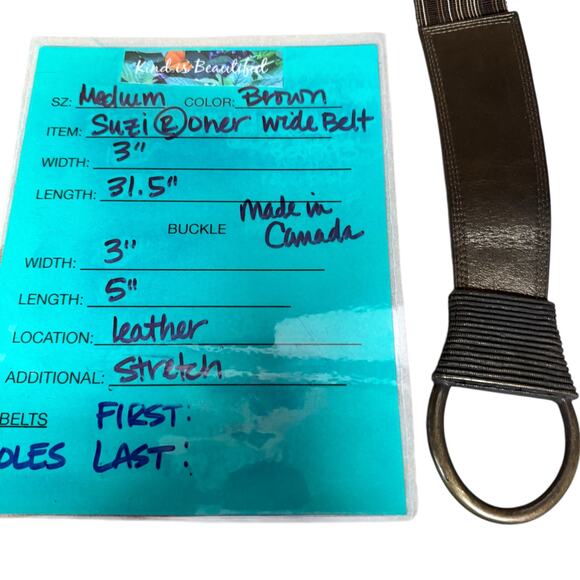 Kind is Beautiful
SZ: Medium COLOR: Brown
ITEM: Suzi Roher wide Belt
WIDTH: 3"
LENGTH: 31.5"
made in
Canada
BUCKLE
WIDTH: 3"
LENGTH: 5"
LOCATION: leather
ADDITIONAL: Stretch
BELTS FIRST:
OLES LAST: